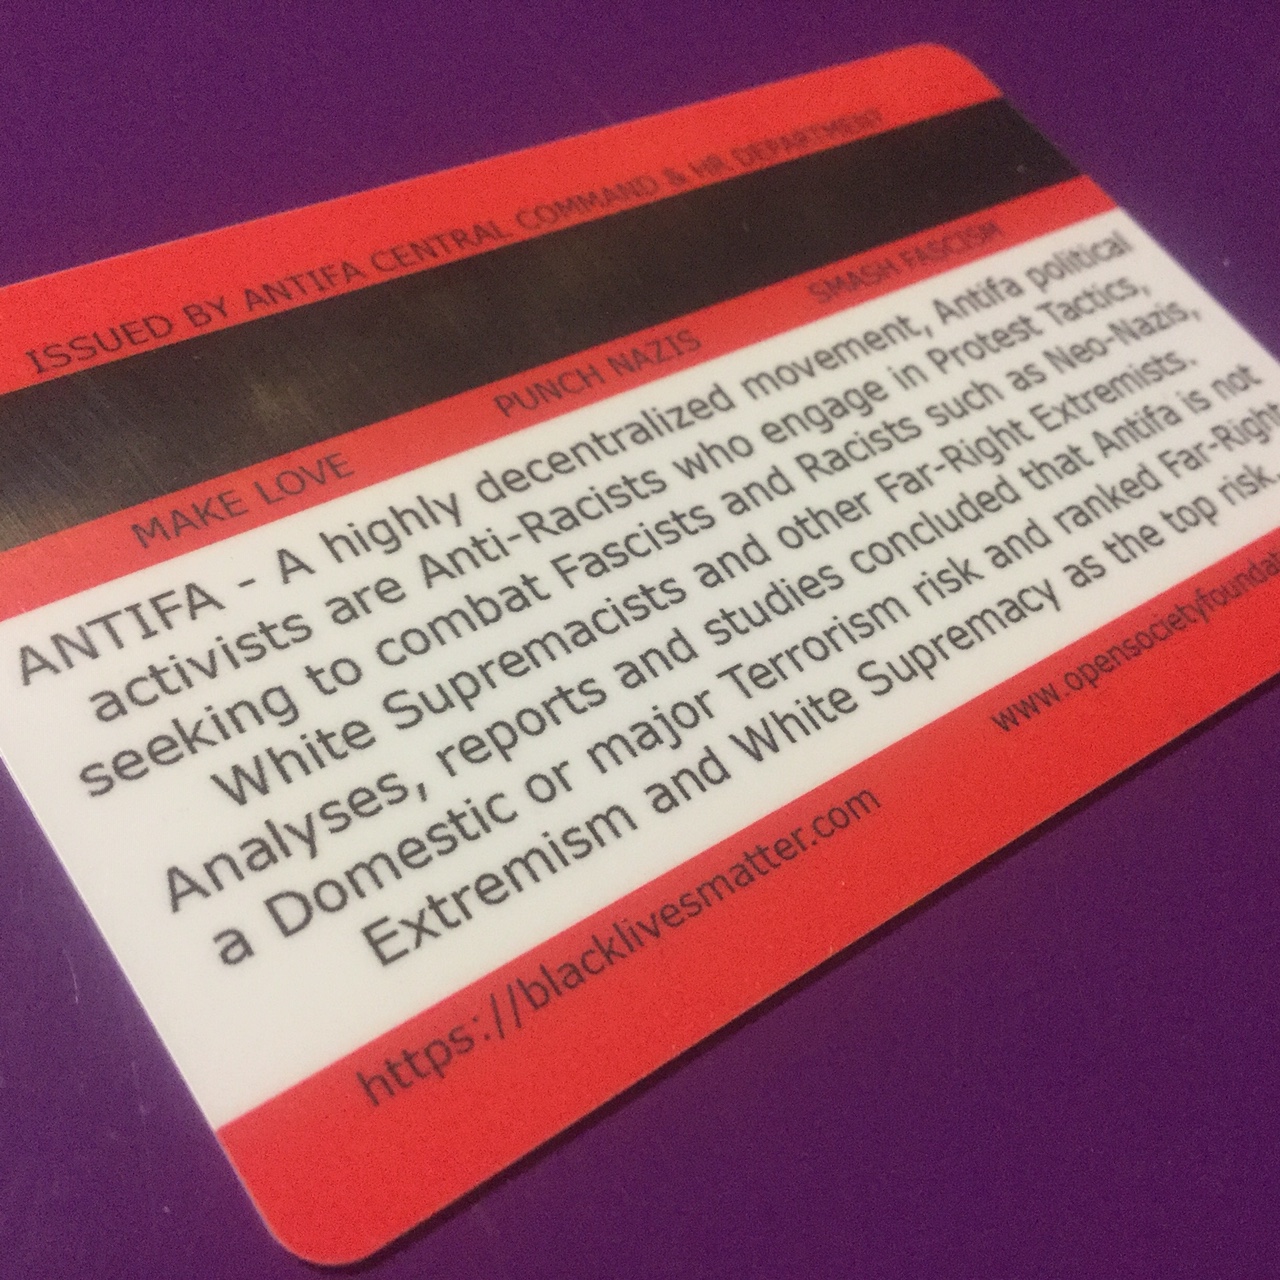 ISSUED BY ANTIFA CENTRAL COMMAND & HR DEPARTMENT
MAKE LOVE PUNCH NAZIS SMASH FASCISM
ANTIFA - A highly decentralized movement, Antifa political
activists are Anti-Racists who engage in Protest Tactics,
seeking to combat Fascists and Racists such as Neo-Nazis,
White Supremacists and other Far-Right Extremists.
Analyses, reports and studies concluded that Antifa is not
a Domestic or major Terrorism risk and ranked Far-Right
Extremism and White Supremacy as the top risk.
https://blacklivesmatter.com www.opensocietyfoundat